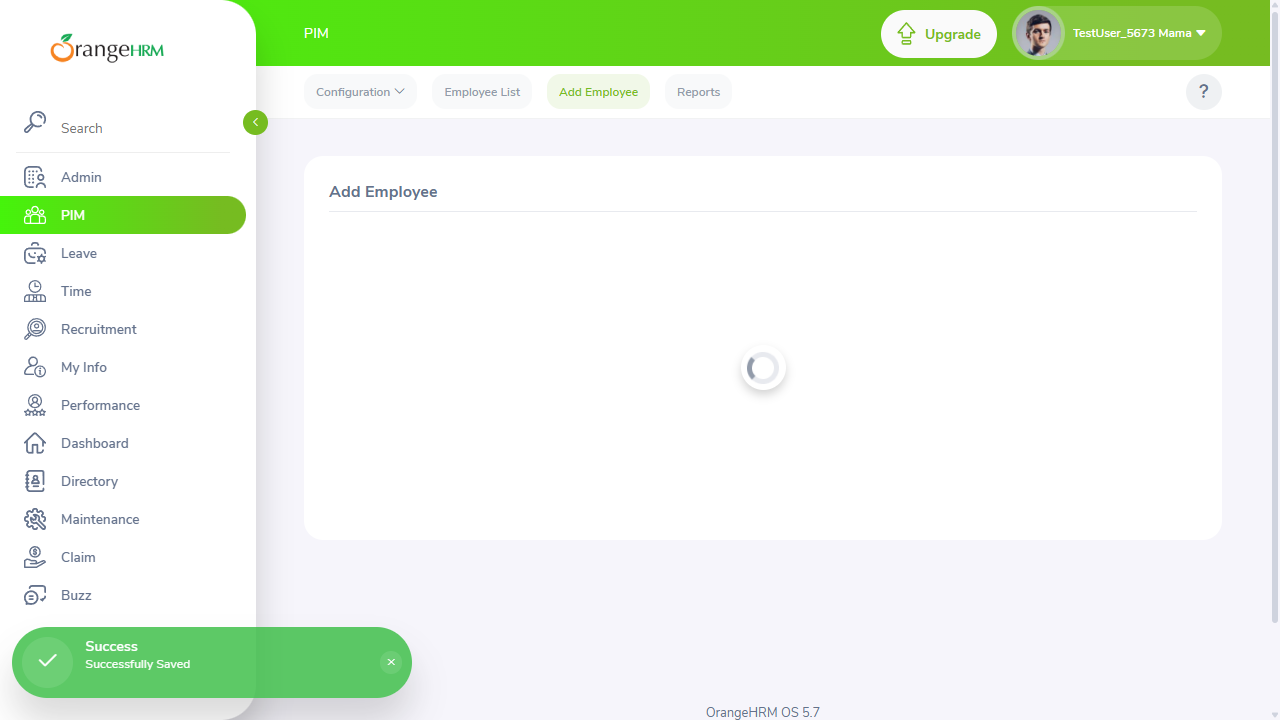 OrangeHRM
PIM
Upgrade
TestUser_5673 Mama
Configuration
Employee List
Add Employee
Reports
?
Search
Admin
PIM
Leave
Time
Recruitment
My Info
Performance
Dashboard
Directory
Maintenance
Claim
Buzz
Add Employee
Success
Successfully Saved
OrangeHRM OS 5.7